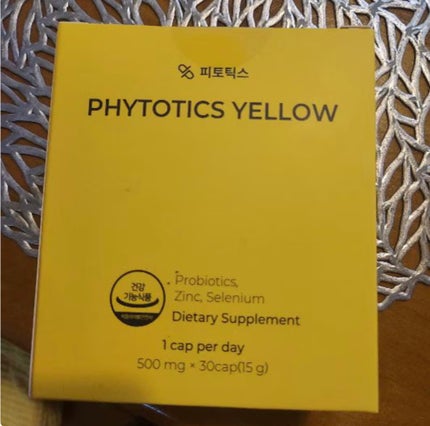 피토틱스
PHYTOTICS YELLOW
건강
기능식품
Probiotics,
Zinc, Selenium
Dietary Supplement
1 cap per day
500 mg × 30cap(15 g)